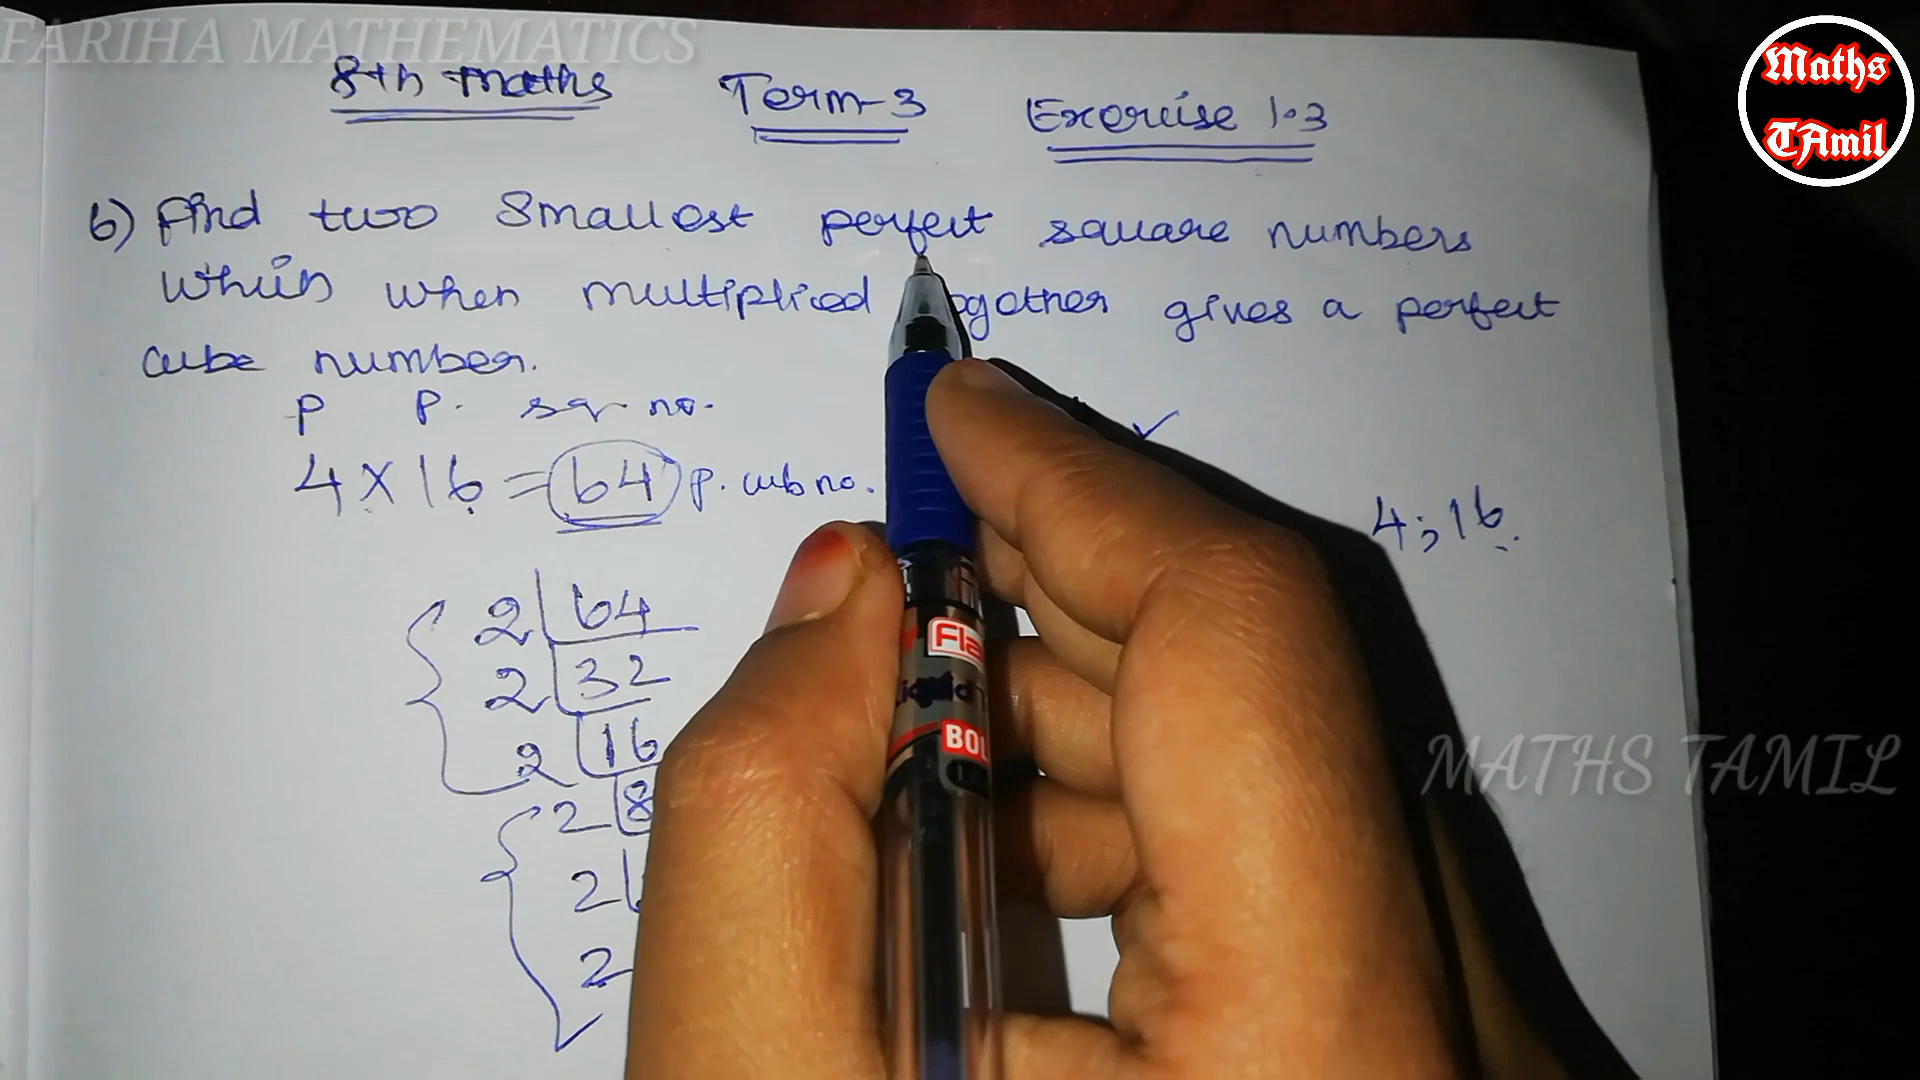 FARIHA MATHEMATICS
Maths
TAmil
8th maths Term-3 Exercise 1.3
6) Find two smallest perfect square numbers
which when multiplied together gives a perfect
cube number.
P P. sq. no.
4 × 16 = 64 p. cub no.
4; 16.
2 64
2 32
2 16
2 8
2
2
Fla
BOL
MATHS TAMIL